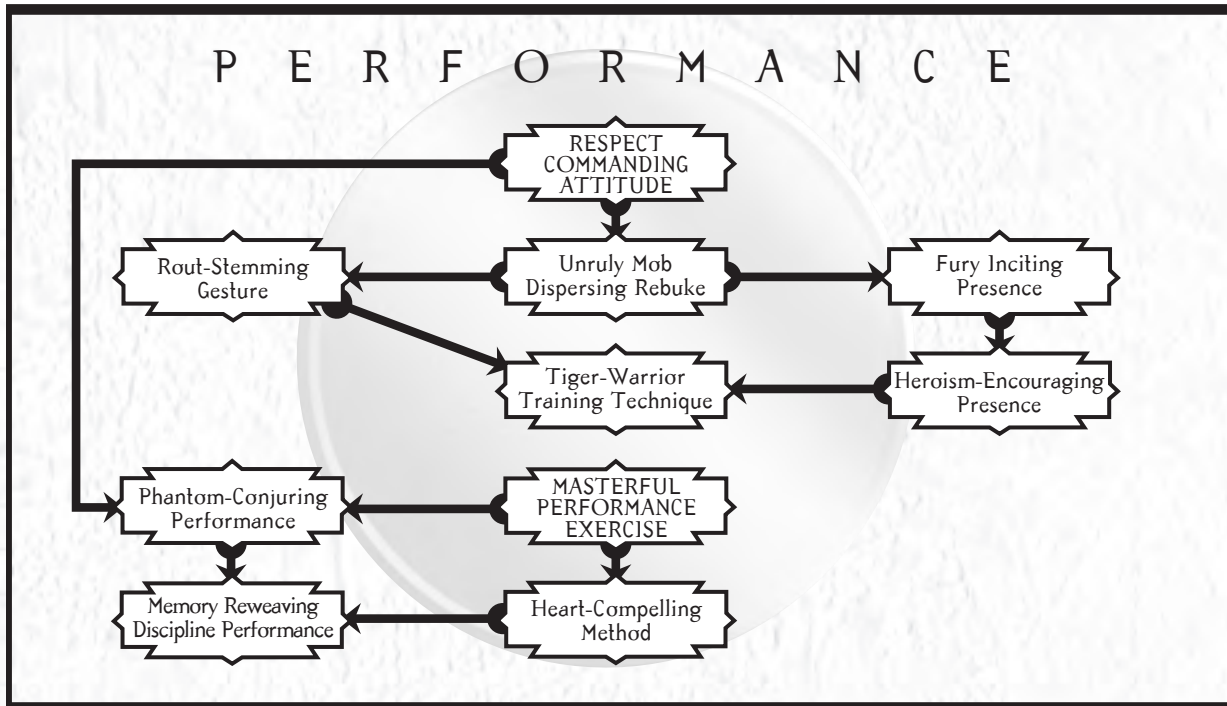 PERFORMANCE
RESPECT
COMMANDING
ATTITUDE
Rout-Stemming
Gesture
Unruly Mob
Dispersing Rebuke
Fury Inciting
Presence
Tiger-Warrior
Training Technique
Heroism-Encouraging
Presence
Phantom-Conjuring
Performance
MASTERFUL
PERFORMANCE
EXERCISE
Memory Reweaving
Discipline Performance
Heart-Compelling
Method